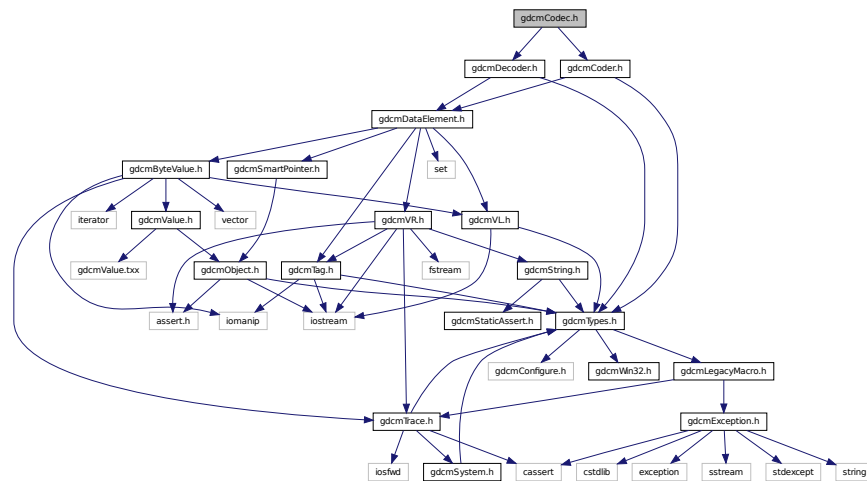 gdcmCodec.h
gdcmDecoder.h
gdcmCoder.h
gdcmDataElement.h
gdcmByteValue.h
gdcmSmartPointer.h
set
iterator
gdcmValue.h
vector
gdcmVR.h
gdcmVL.h
gdcmValue.txx
gdcmObject.h
gdcmTag.h
fstream
gdcmString.h
assert.h
iomanip
iostream
gdcmStaticAssert.h
gdcmTypes.h
gdcmConfigure.h
gdcmWin32.h
gdcmLegacyMacro.h
gdcmTrace.h
gdcmException.h
iosfwd
gdcmSystem.h
cassert
cstdlib
exception
sstream
stdexcept
string